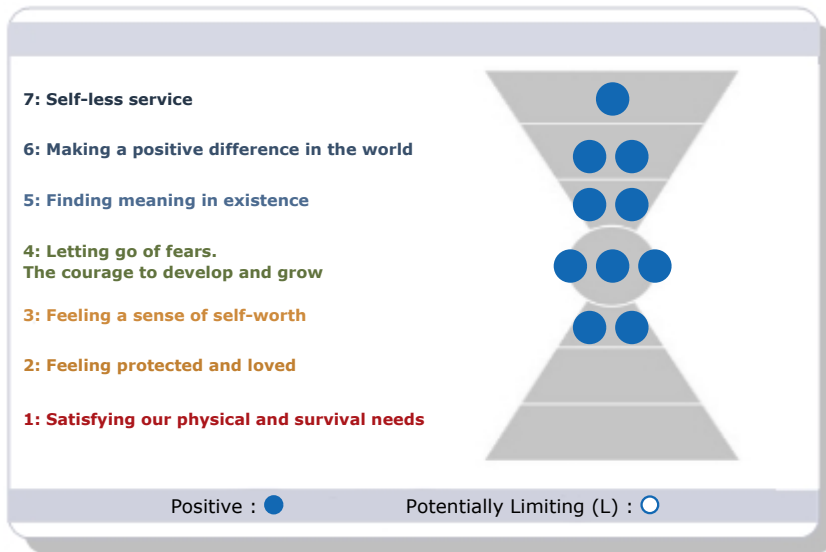 7: Self-less service
6: Making a positive difference in the world
5: Finding meaning in existence
4: Letting go of fears.
The courage to develop and grow
3: Feeling a sense of self-worth
2: Feeling protected and loved
1: Satisfying our physical and survival needs
Positive : Potentially Limiting (L) :